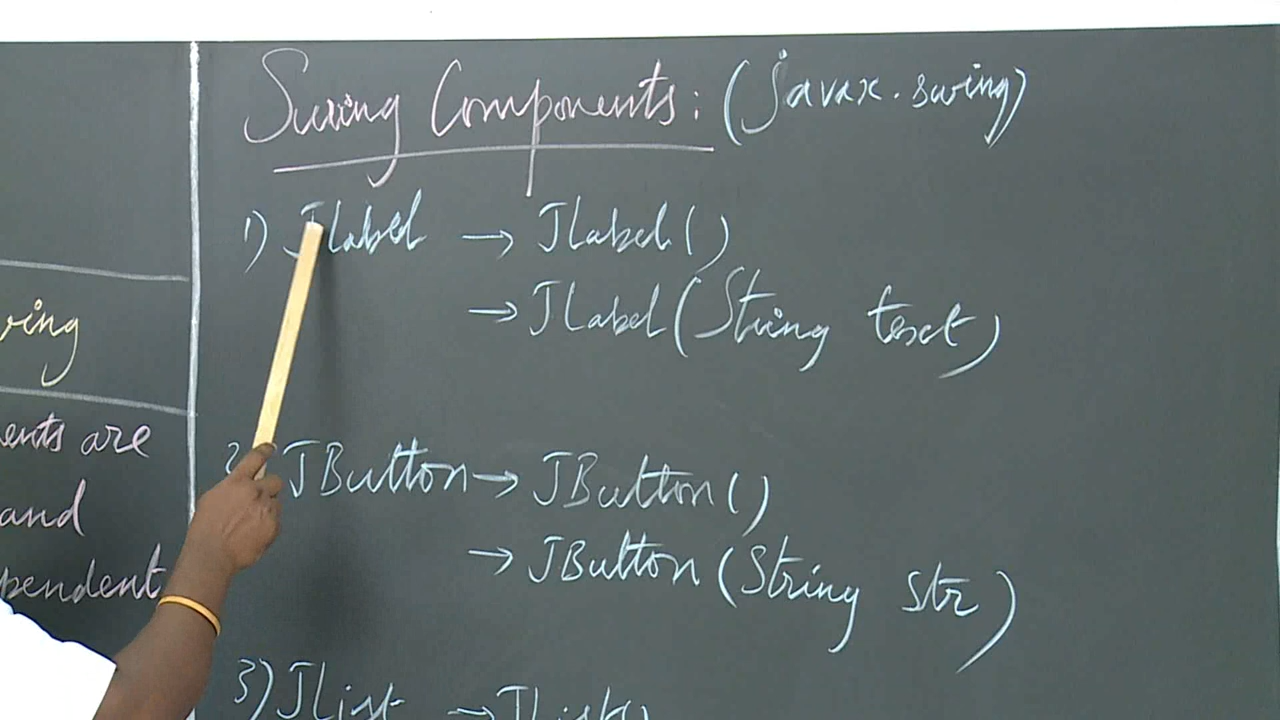 Swing Components: (javax.swing)
1) JLabel → JLabel()
→ JLabel(String text)
2) JButton → JButton()
→ JButton(String str)
3) JList → JList()
ents are
and
pendent